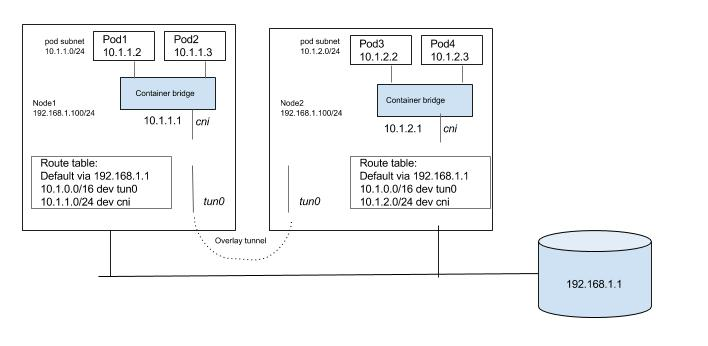 pod subnet
10.1.1.0/24
Pod1
10.1.1.2
Pod2
10.1.1.3
Container bridge
Node1
192.168.1.100/24
10.1.1.1
cni
Route table:
Default via 192.168.1.1
10.1.0.0/16 dev tun0
10.1.1.0/24 dev cni
tun0
pod subnet
10.1.2.0/24
Pod3
10.1.2.2
Pod4
10.1.2.3
Container bridge
Node2
192.168.1.100/24
10.1.2.1
cni
tun0
Route table:
Default via 192.168.1.1
10.1.0.0/16 dev tun0
10.1.2.0/24 dev cni
Overlay tunnel
192.168.1.1